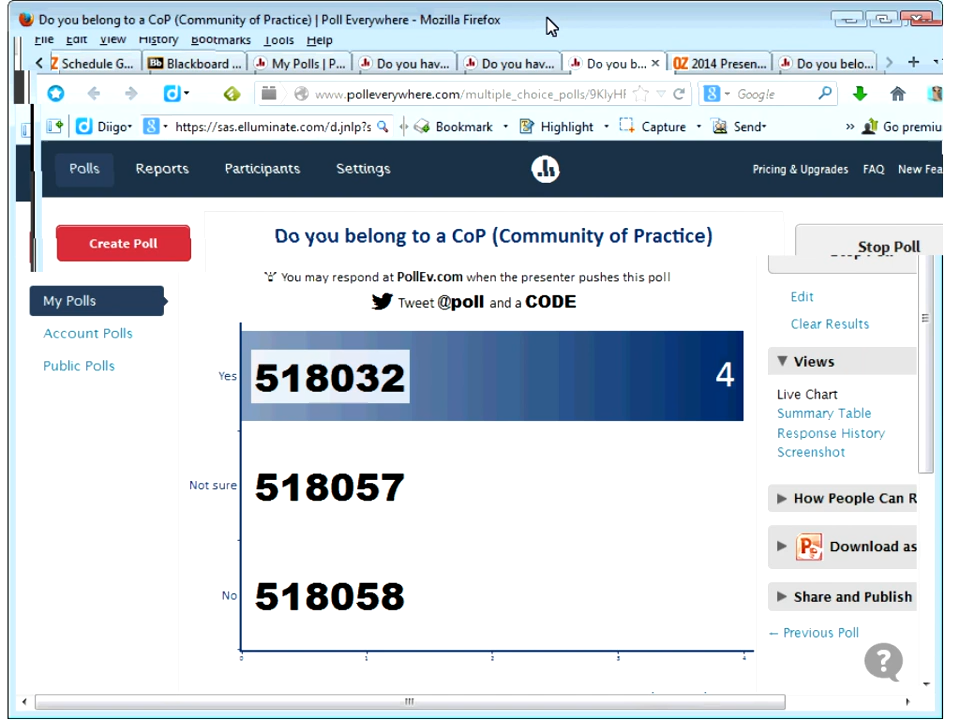 Do you belong to a CoP (Community of Practice) | Poll Everywhere - Mozilla Firefox
File Edit View History Bookmarks Tools Help
Schedule G... Blackboard ... My Polls | P... Do you hav... Do you hav... Do you b... × 2014 Presen... Do you belo...
www.polleverywhere.com/multiple_choice_polls/9KlyHf Google
Diigo https://sas.elluminate.com/d.jnlp?s Bookmark Highlight Capture Send » Go premiu
Polls Reports Participants Settings Pricing & Upgrades FAQ New Fea
Create Poll
Do you belong to a CoP (Community of Practice)
Stop Poll
You may respond at PollEv.com when the presenter pushes this poll
Tweet @poll and a CODE
My Polls
Account Polls
Public Polls
Yes 518032 4
Not sure 518057
No 518058
0 1 2 3 4
Edit
Clear Results
Views
Live Chart
Summary Table
Response History
Screenshot
How People Can R
Download as
Share and Publish
← Previous Poll
?